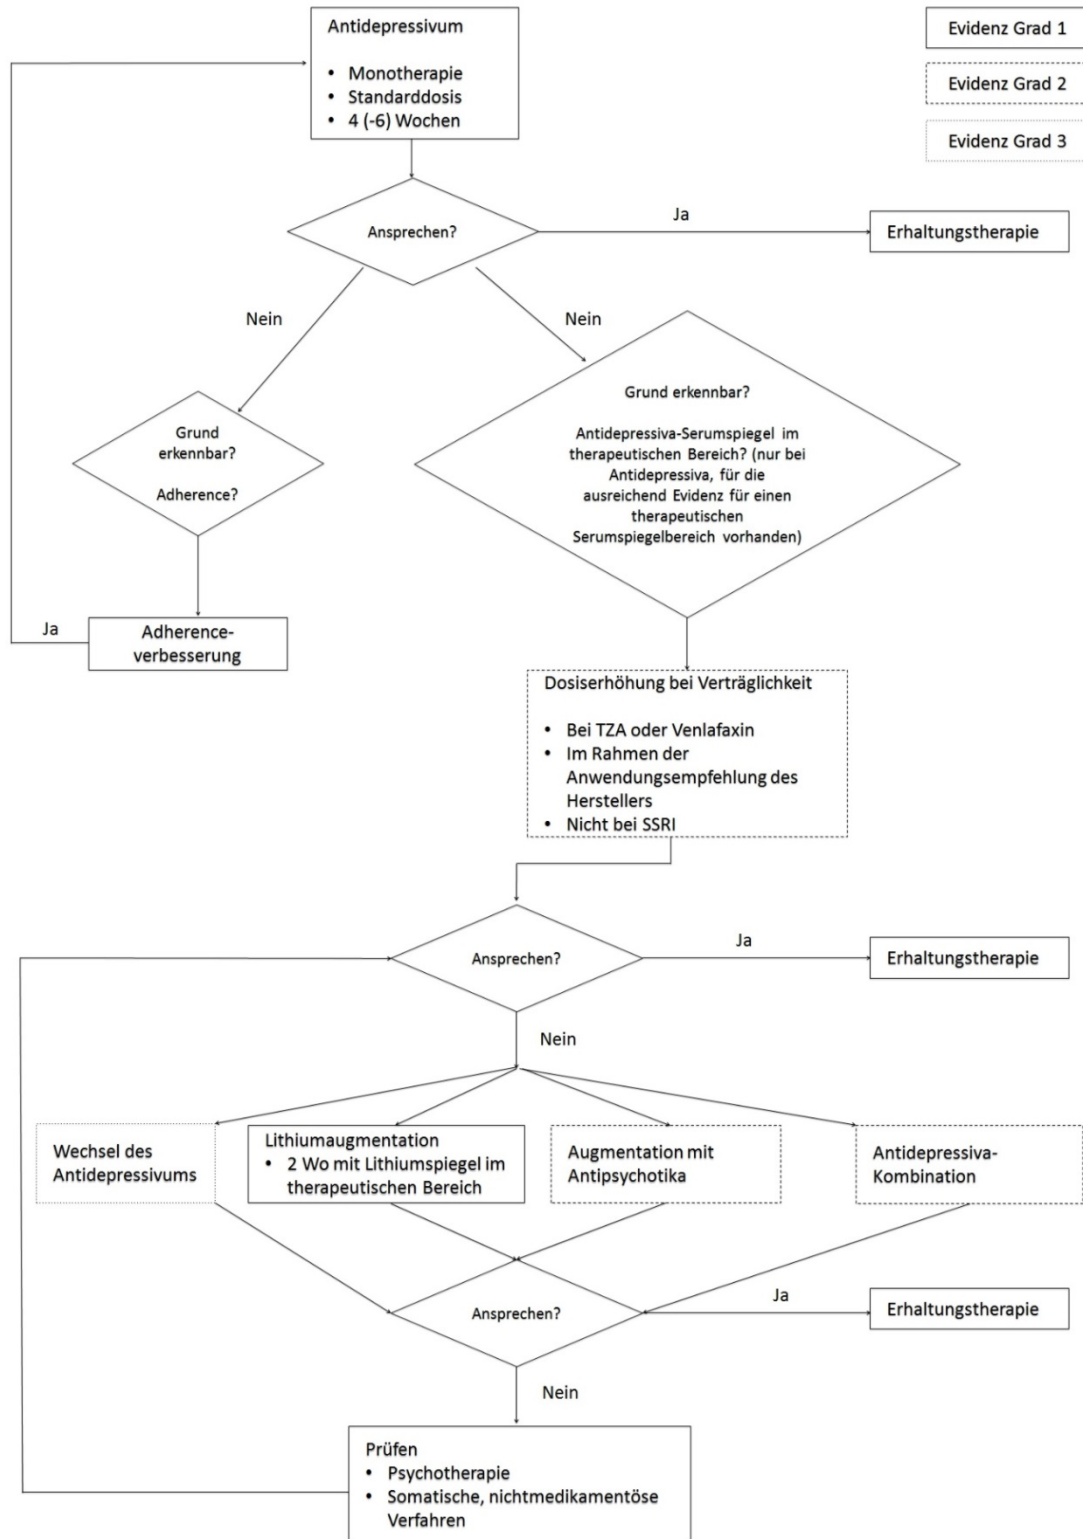 Antidepressivum
• Monotherapie
• Standarddosis
• 4 (-6) Wochen
Evidenz Grad 1
Evidenz Grad 2
Evidenz Grad 3
Ansprechen?
Ja
Erhaltungstherapie
Nein
Nein
Grund
erkennbar?
Adherence?
Grund erkennbar?
Antidepressiva-Serumspiegel im
therapeutischen Bereich? (nur bei
Antidepressiva, für die
ausreichend Evidenz für einen
therapeutischen
Serumspiegelbereich vorhanden)
Ja
Adherence-
verbesserung
Dosiserhöhung bei Verträglichkeit
• Bei TZA oder Venlafaxin
• Im Rahmen der
Anwendungsempfehlung des
Herstellers
• Nicht bei SSRI
Ansprechen?
Ja
Erhaltungstherapie
Nein
Wechsel des
Antidepressivums
Lithiumaugmentation
• 2 Wo mit Lithiumspiegel im
therapeutischen Bereich
Augmentation mit
Antipsychotika
Antidepressiva-
Kombination
Ansprechen?
Ja
Erhaltungstherapie
Nein
Prüfen
• Psychotherapie
• Somatische, nichtmedikamentöse
Verfahren